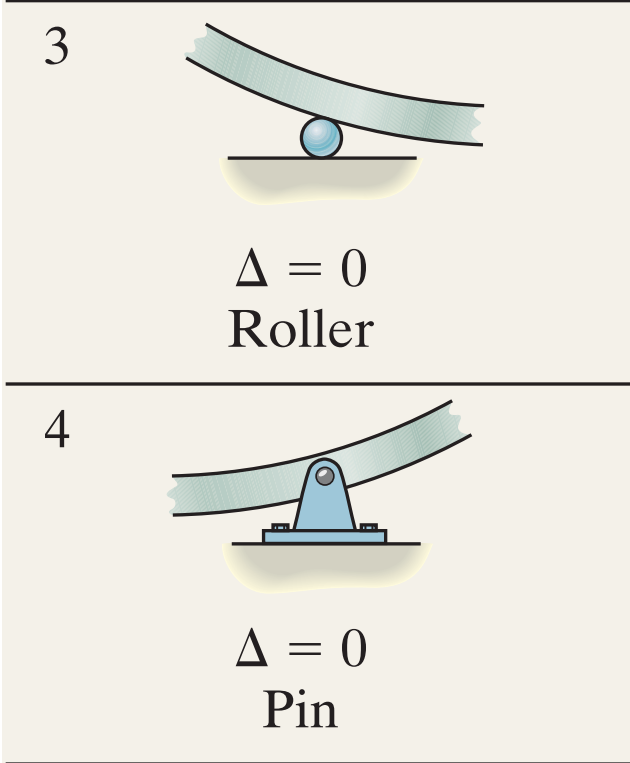 3
Δ = 0
Roller
4
Δ = 0
Pin